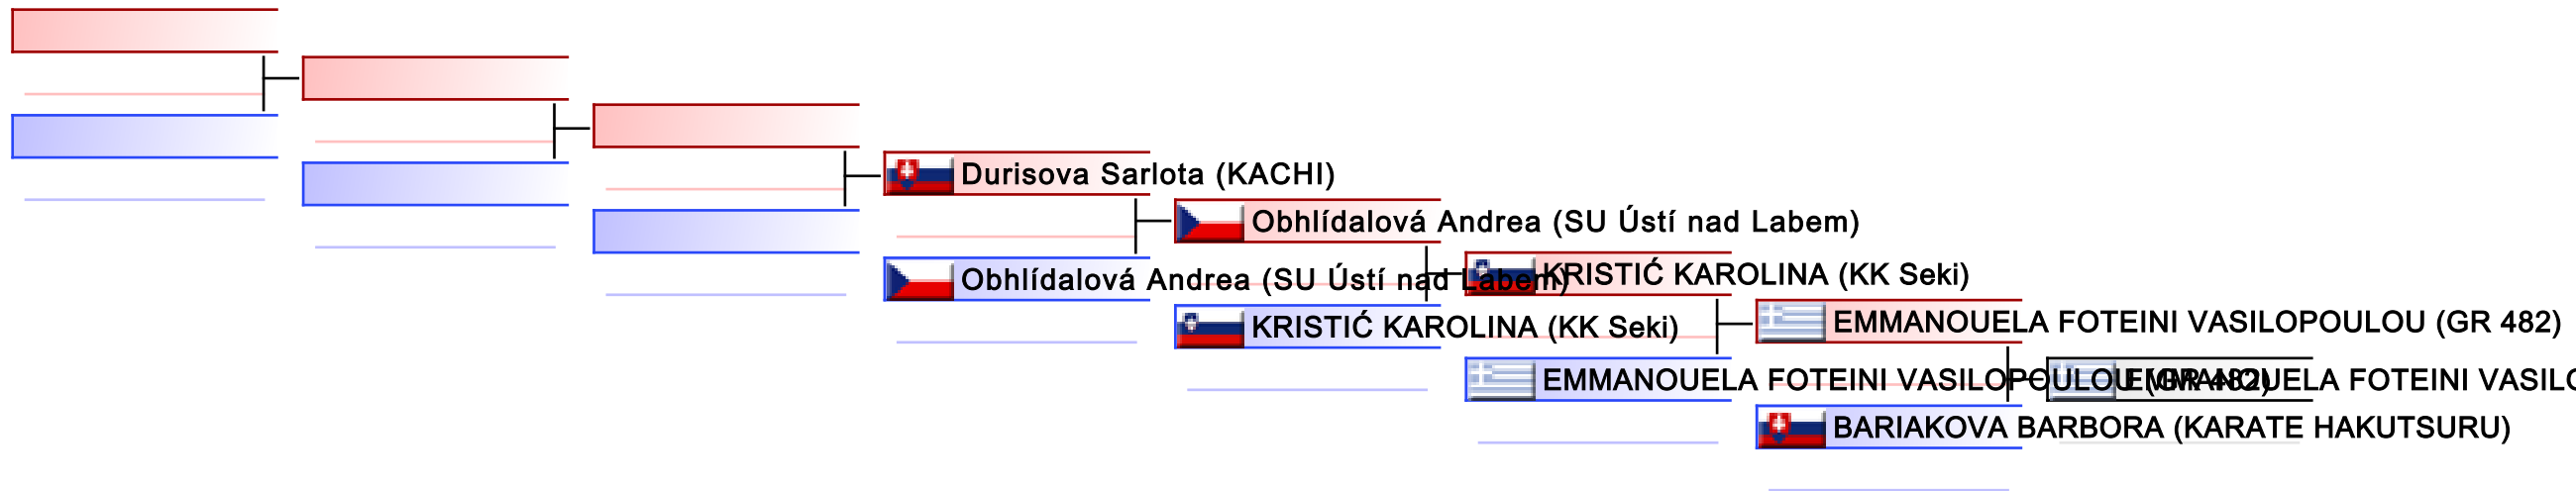 Durisova Sarlota (KACHI)
Obhlídalová Andrea (SU Ústí nad Labem)
Obhlídalová Andrea (SU Ústí nad Labem)
KRISTIĆ KAROLINA (KK Seki)
KRISTIĆ KAROLINA (KK Seki)
EMMANOUELA FOTEINI VASILOPOULOU (GR 482)
EMMANOUELA FOTEINI VASILOPOULOU (GR 482)
EMMANOUELA FOTEINI VASILO
BARIAKOVA BARBORA (KARATE HAKUTSURU)